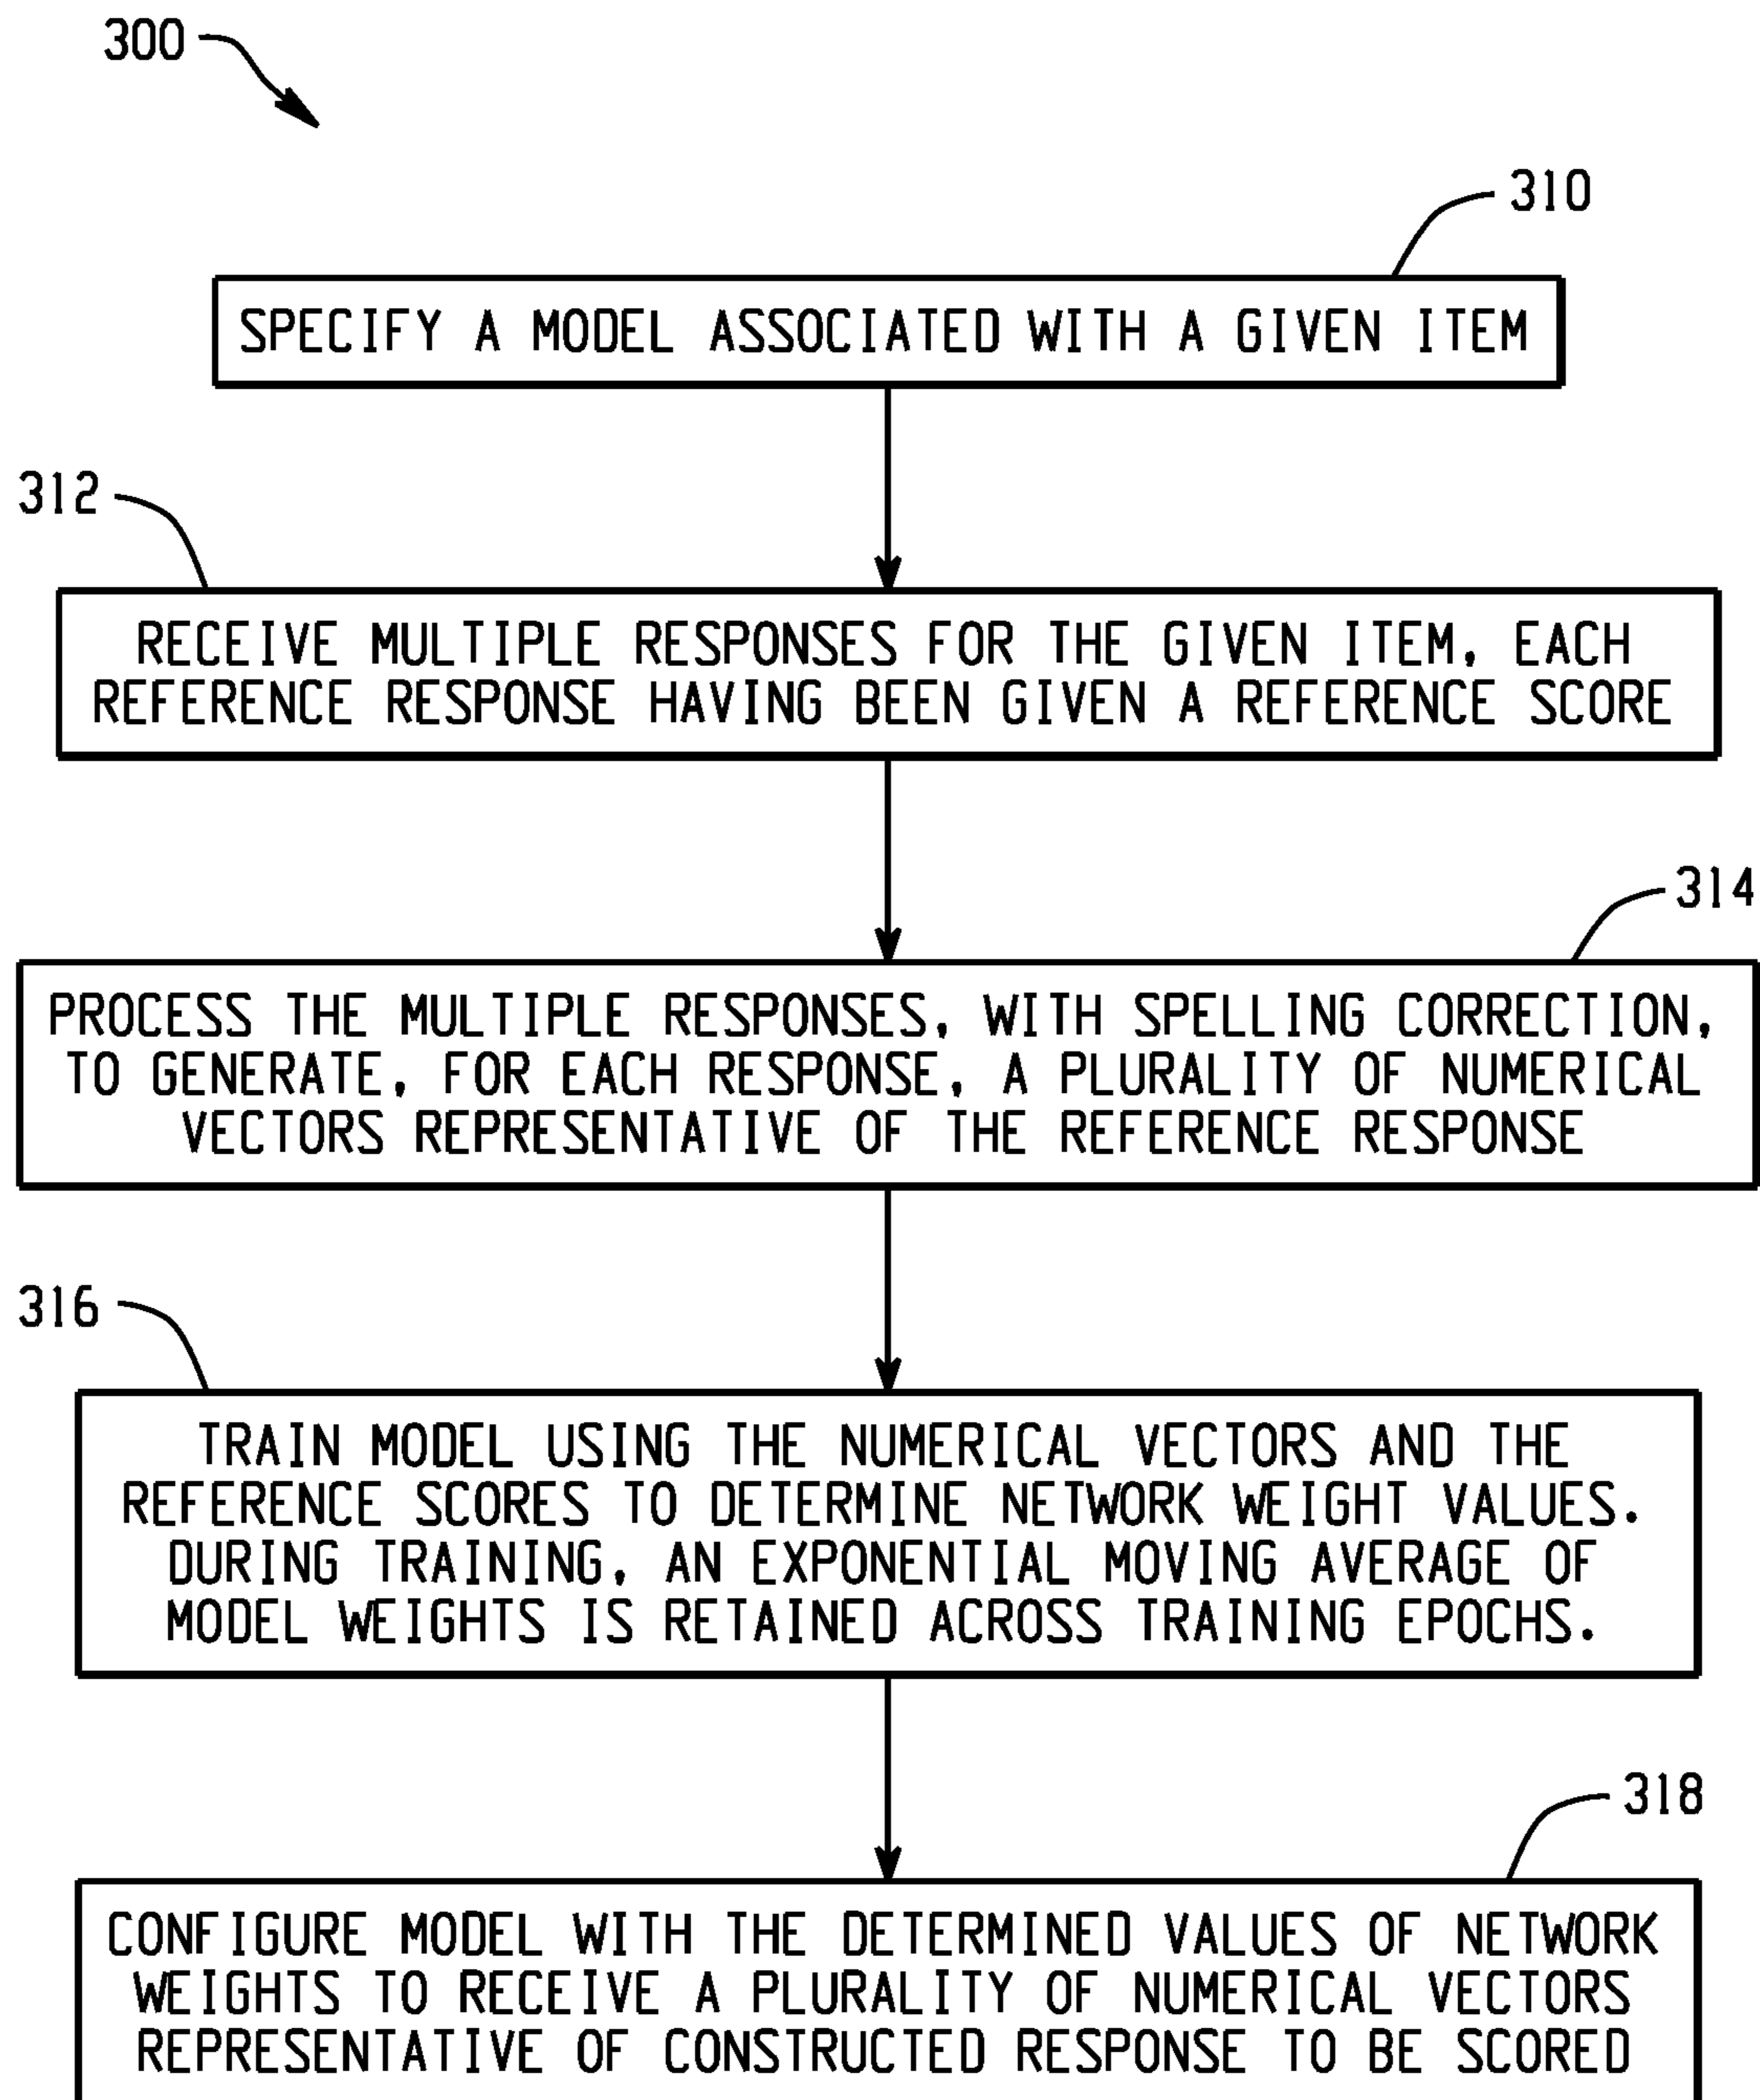 300
310
SPECIFY A MODEL ASSOCIATED WITH A GIVEN ITEM
312
RECEIVE MULTIPLE RESPONSES FOR THE GIVEN ITEM, EACH
REFERENCE RESPONSE HAVING BEEN GIVEN A REFERENCE SCORE
314
PROCESS THE MULTIPLE RESPONSES, WITH SPELLING CORRECTION,
TO GENERATE, FOR EACH RESPONSE, A PLURALITY OF NUMERICAL
VECTORS REPRESENTATIVE OF THE REFERENCE RESPONSE
316
TRAIN MODEL USING THE NUMERICAL VECTORS AND THE
REFERENCE SCORES TO DETERMINE NETWORK WEIGHT VALUES.
DURING TRAINING, AN EXPONENTIAL MOVING AVERAGE OF
MODEL WEIGHTS IS RETAINED ACROSS TRAINING EPOCHS.
318
CONFIGURE MODEL WITH THE DETERMINED VALUES OF NETWORK
WEIGHTS TO RECEIVE A PLURALITY OF NUMERICAL VECTORS
REPRESENTATIVE OF CONSTRUCTED RESPONSE TO BE SCORED